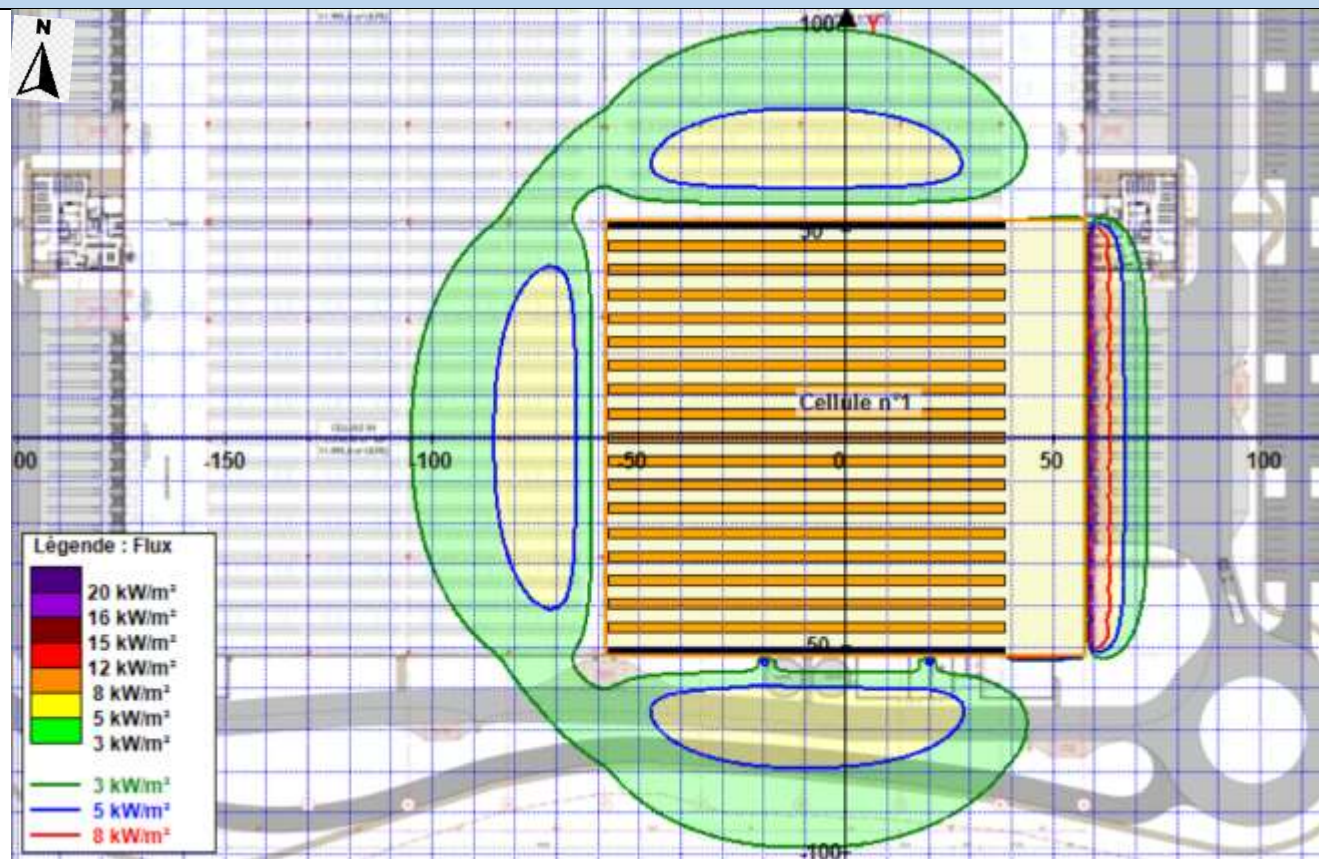 N
100
Y
50
Cellule n°1
00
-150
-100
-50
0
50
100
Légende : Flux
20 kW/m²
16 kW/m²
15 kW/m²
12 kW/m²
8 kW/m²
5 kW/m²
3 kW/m²
3 kW/m²
5 kW/m²
8 kW/m²
50
-100